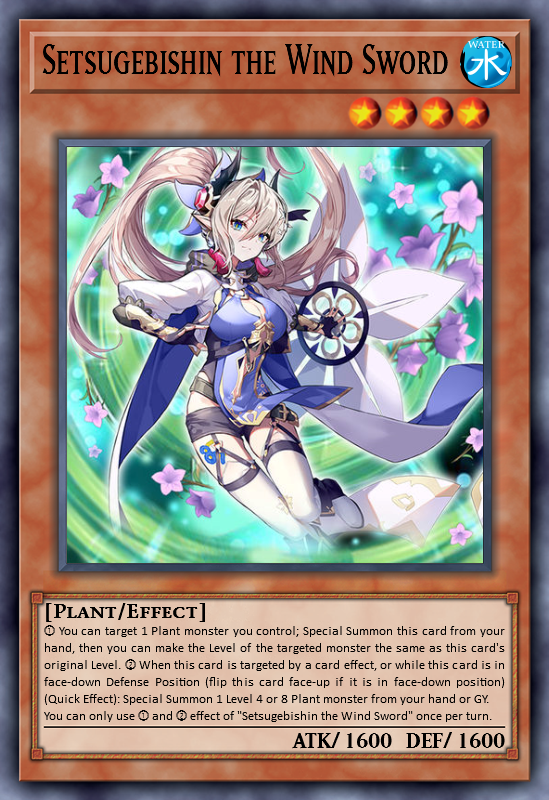 Setsugebishin the Wind Sword
WATER
水
[Plant/Effect]
① You can target 1 Plant monster you control; Special Summon this card from your
hand, then you can make the Level of the targeted monster the same as this card's
original Level. ② When this card is targeted by a card effect, or while this card is in
face-down Defense Position (flip this card face-up if it is in face-down position)
(Quick Effect): Special Summon 1 Level 4 or 8 Plant monster from your hand or GY.
You can only use ① and ② effect of "Setsugebishin the Wind Sword" once per turn.
ATK/ 1600 DEF/ 1600